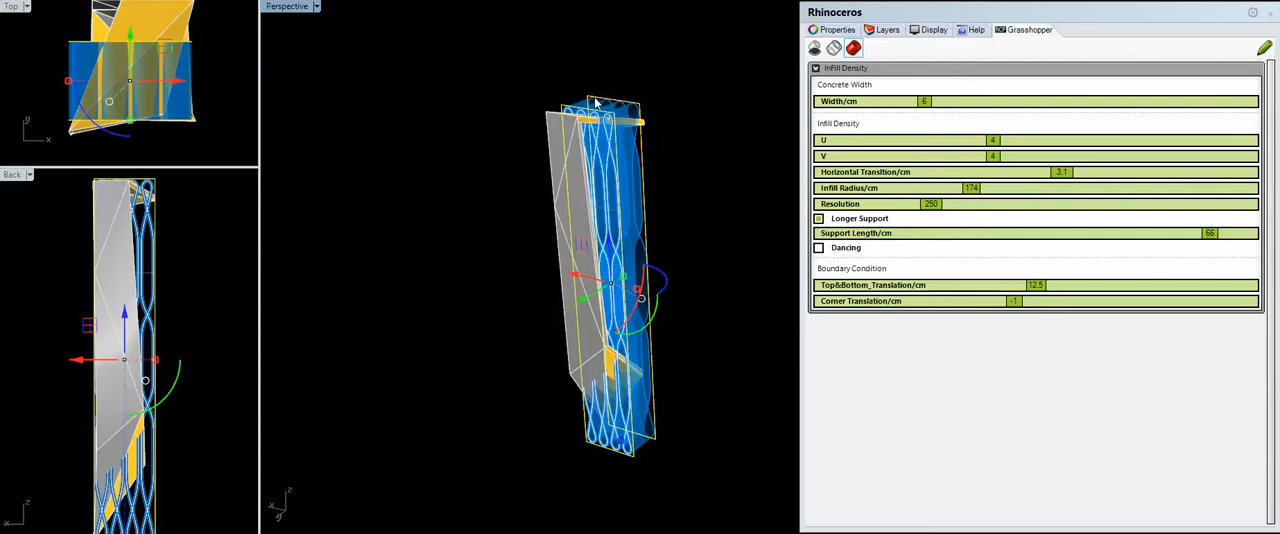 Top
Perspective
Rhinoceros
Properties Layers Display Help Grasshopper
InFill Density
Concrete Width
Width/cm 6
Infill Density
U 4
V 4
Horizontal Transition/cm 3.1
Infill Radius/cm 174
Resolution 250
Longer Support
Support Length/cm 66
Dancing
Boundary Condition
Top&Bottom_Translation/cm 12.5
Corner Translation/cm -1
y
x
Back
z
x
z
x
y